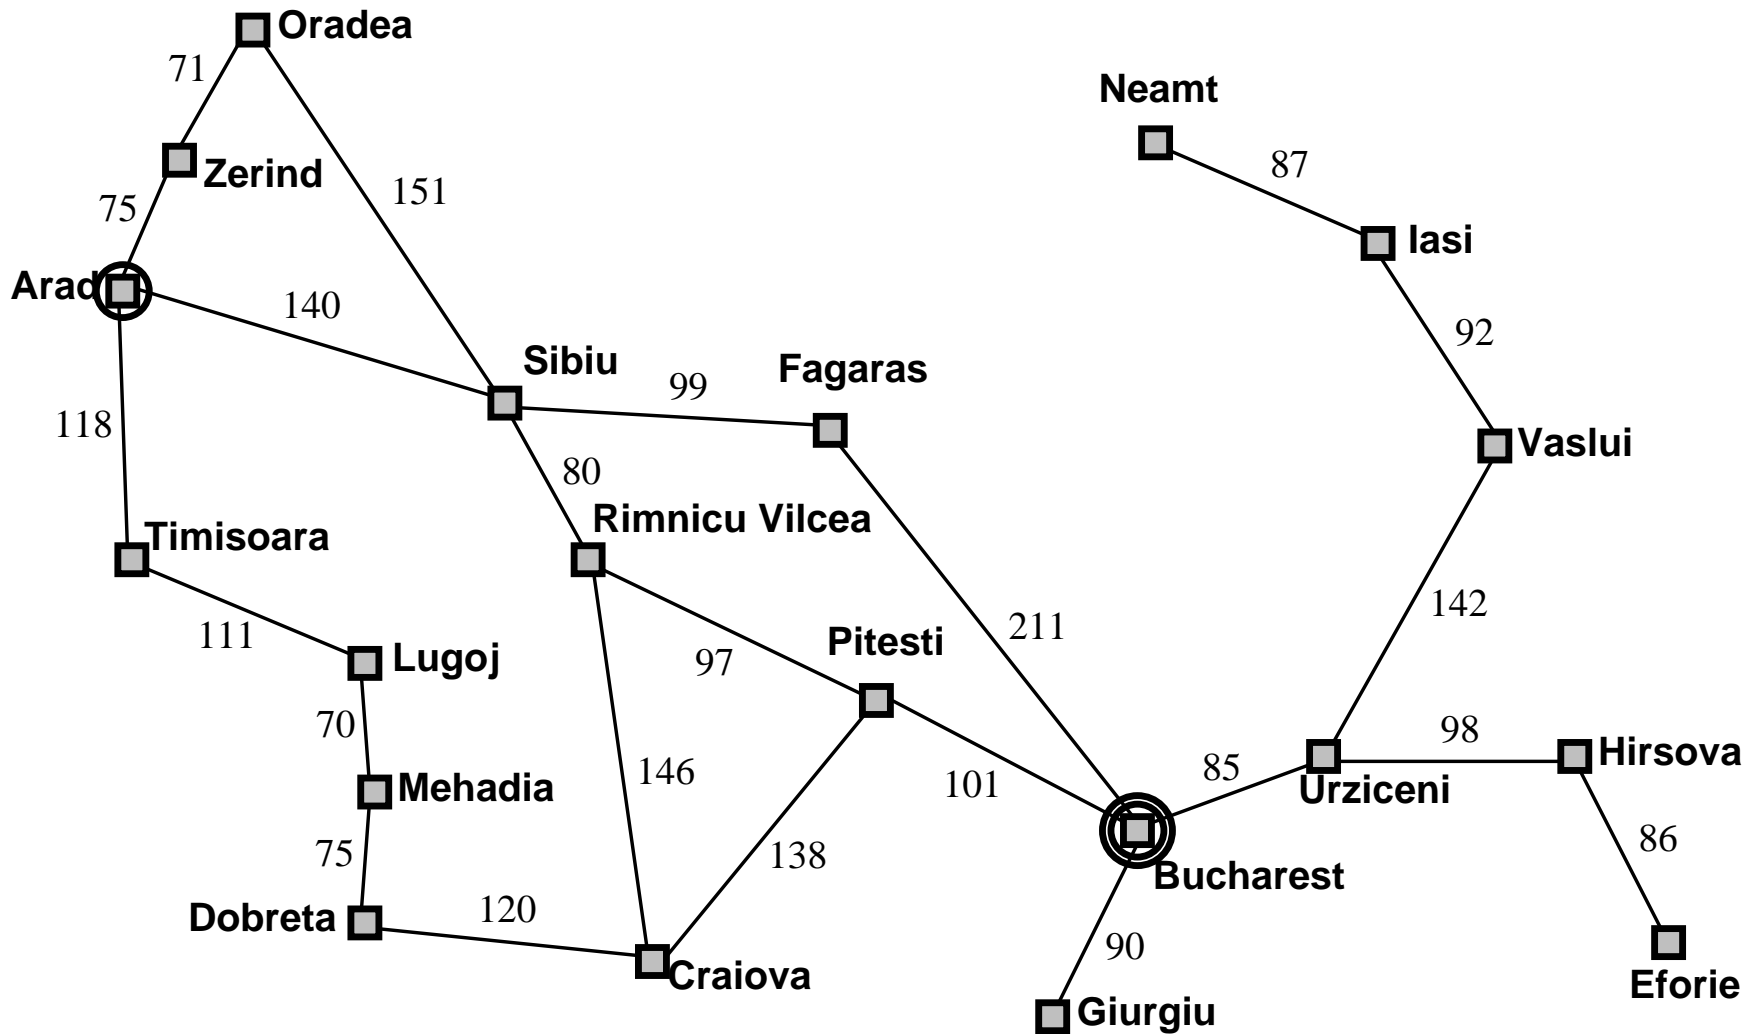 Oradea
71
Neamt
87
Zerind
151
75
Iasi
Arad
140
92
Sibiu
Fagaras
99
118
Vaslui
80
Rimnicu Vilcea
Timisoara
142
111
211
Pitesti
Lugoj
97
70
98
Hirsova
146
85
101
Mehadia
Urziceni
86
75
138
Bucharest
Dobreta
120
90
Craiova
Eforie
Giurgiu